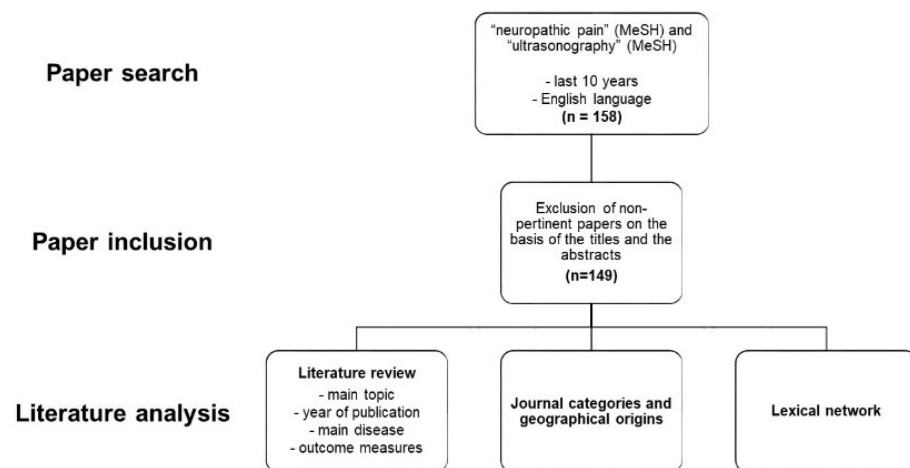 Paper search
“neuropathic pain” (MeSH) and
“ultrasonography” (MeSH)
- last 10 years
- English language
(n = 158)
Paper inclusion
Exclusion of non-
pertinent papers on the
basis of the titles and the
abstracts
(n=149)
Literature analysis
Literature review
- main topic
- year of publication
- main disease
- outcome measures
Journal categories and
geographical origins
Lexical network